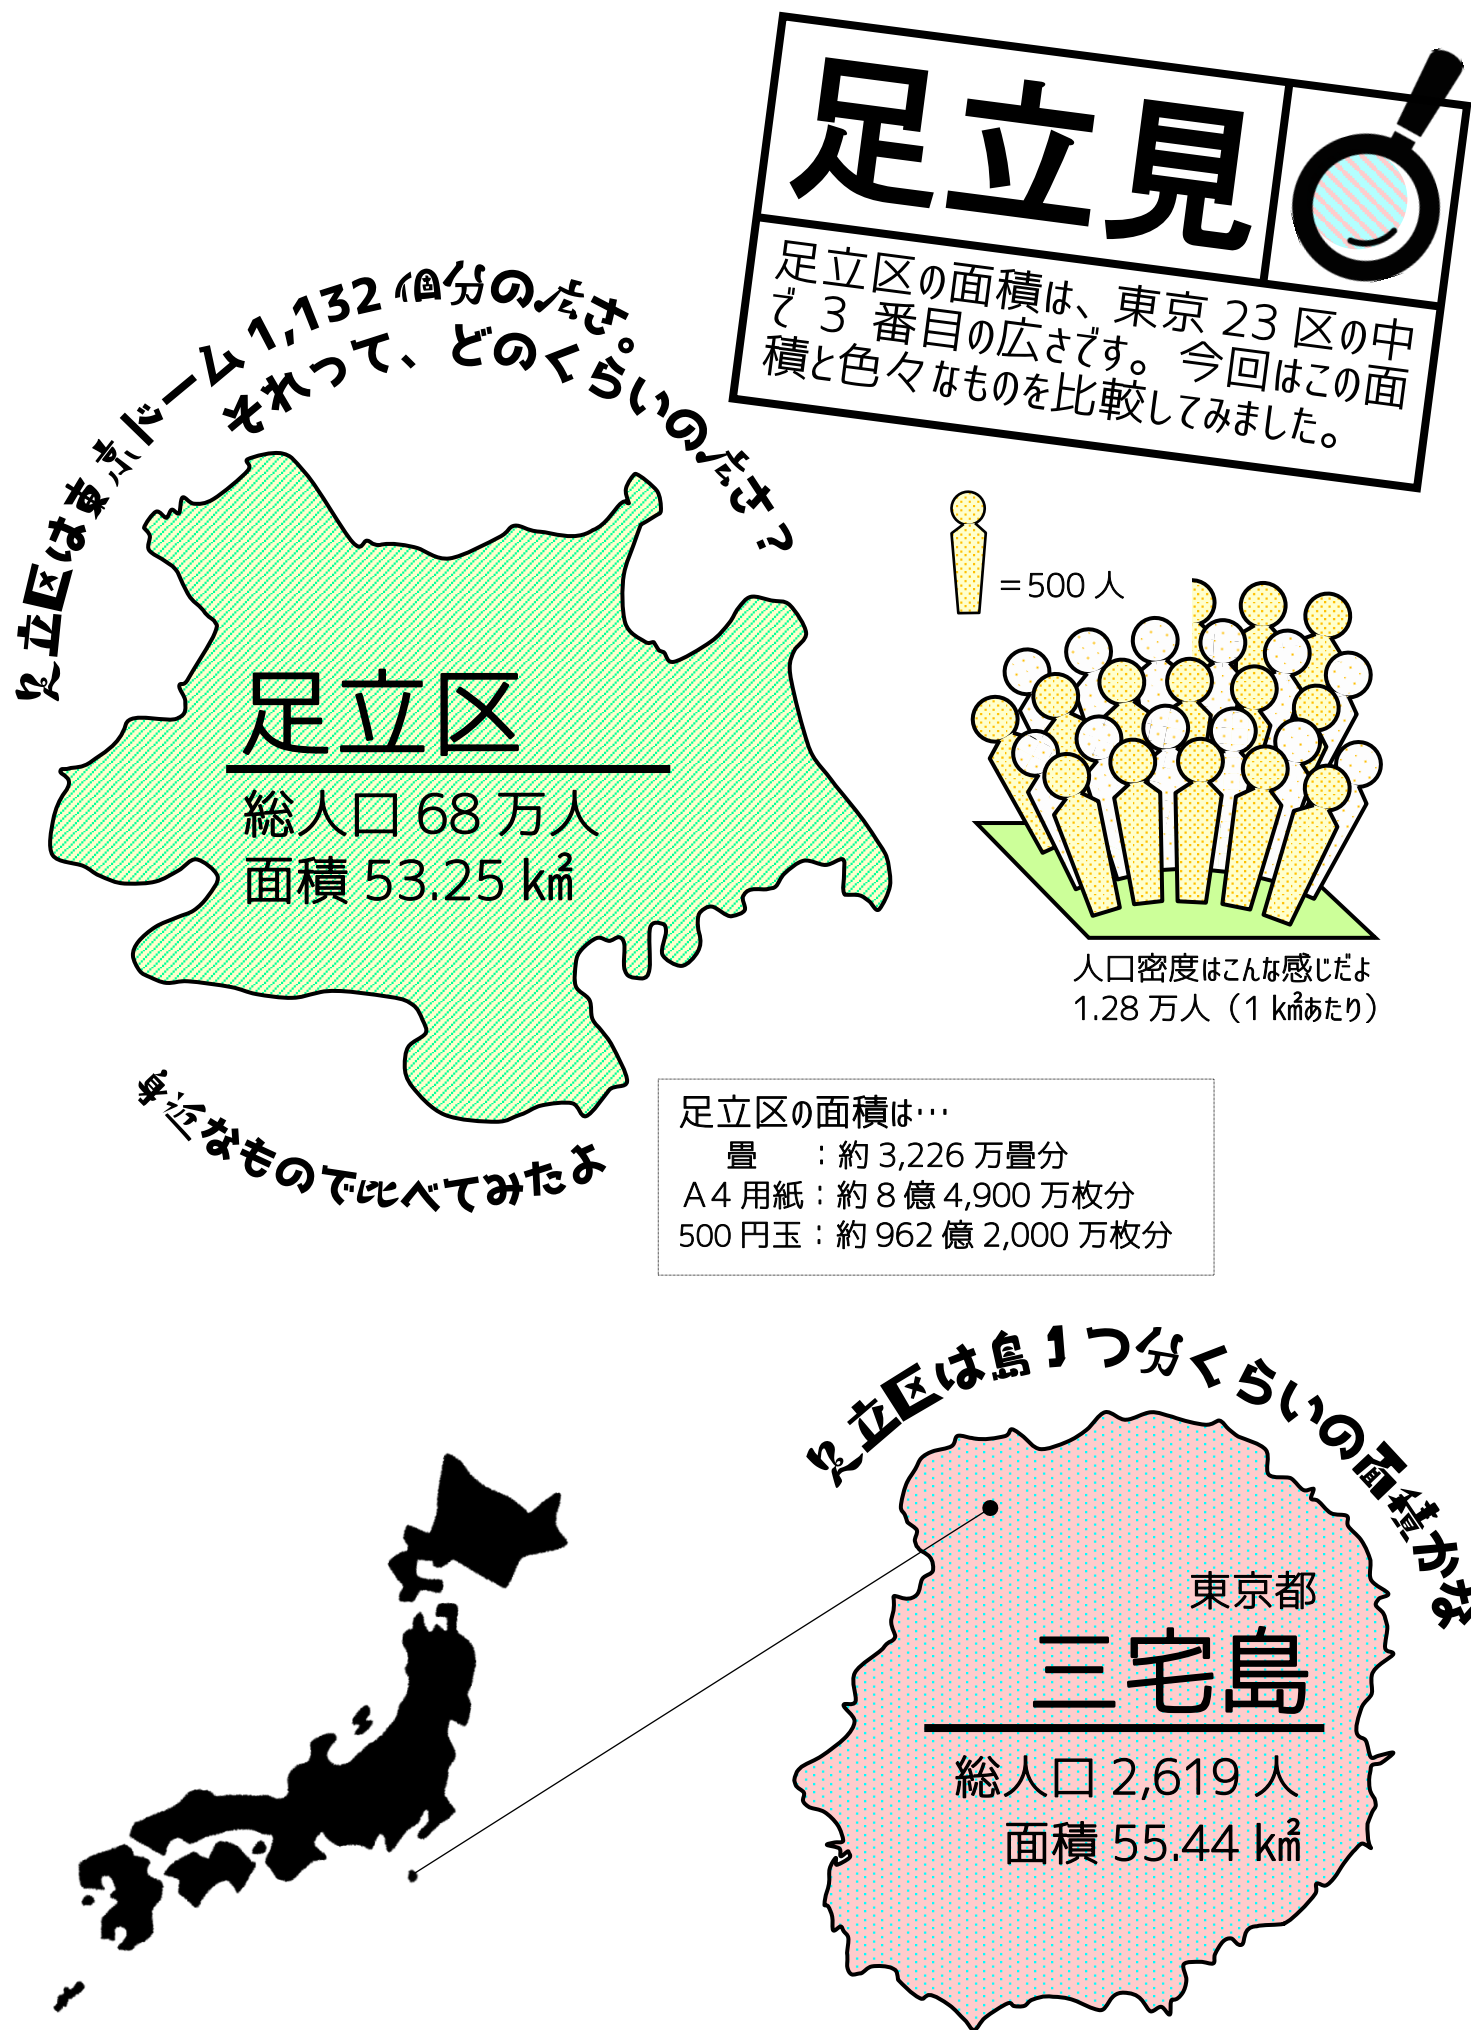 足立見
足立区の面積は、東京 23 区の中
で 3 番目の広さです。今回はこの面
積と色々なものを比較してみました。
足立区は東京ドーム 1,132 個分の広さ。
それって、どのくらいの広さ？
足立区
総人口 68 万人
面積 53.25 k㎡
＝500 人
人口密度はこんな感じだよ
1.28 万人（1 k㎡あたり）
身近なもので比べてみたよ
足立区の面積は…
畳　　：約 3,226 万畳分
A4 用紙：約 8 億 4,900 万枚分
500 円玉：約 962 億 2,000 万枚分
足立区は島 1 つ分くらいの面積かな
東京都
三宅島
総人口 2,619 人
面積 55.44 k㎡